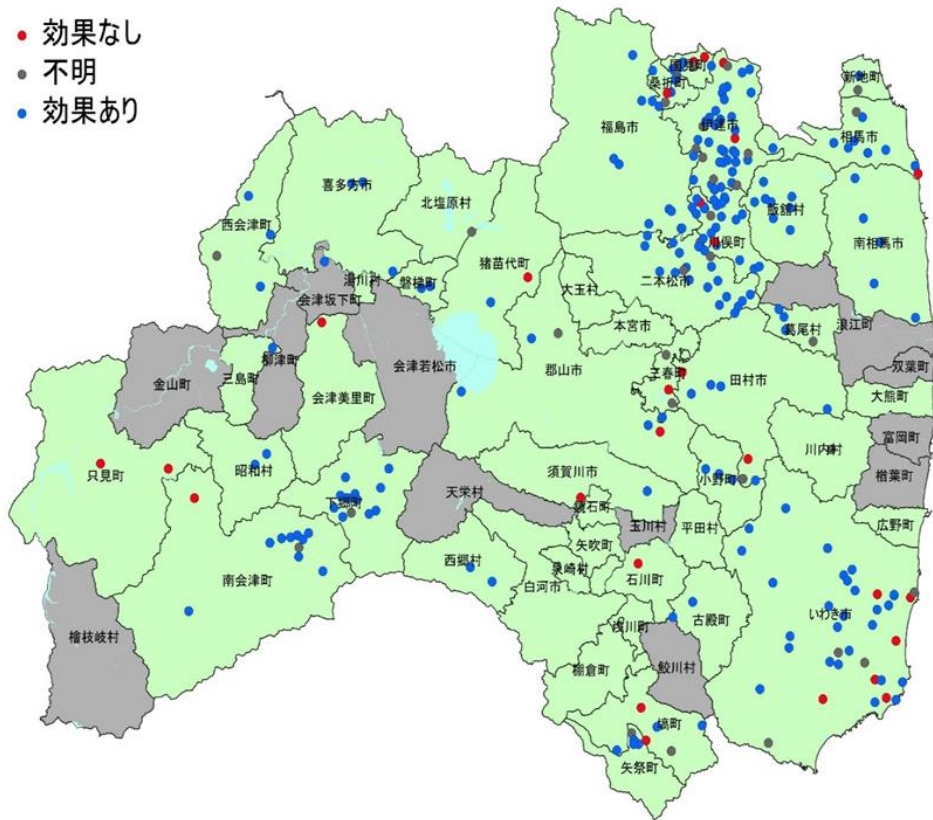 効果なし
不明
効果あり
国見町
桑折町
新地町
伊達市
福島市
相馬市
喜多方市
北塩原村
西会津町
飯舘村
川俣町
南相馬市
猪苗代町
湯川村
磐梯町
大玉村
二本松市
会津坂下町
本宮市
葛尾村
浪江町
柳津町
会津若松市
金山町
三島町
郡山市
三春町
田村市
双葉町
会津美里町
大熊町
富岡町
川内村
只見町
昭和村
須賀川市
小野町
楢葉町
下郷町
天栄村
鏡石町
玉川村
平田村
広野町
矢吹町
西郷村
泉崎村
石川町
南会津町
白河市
古殿町
いわき市
浅川町
檜枝岐村
棚倉町
鮫川村
塙町
矢祭町